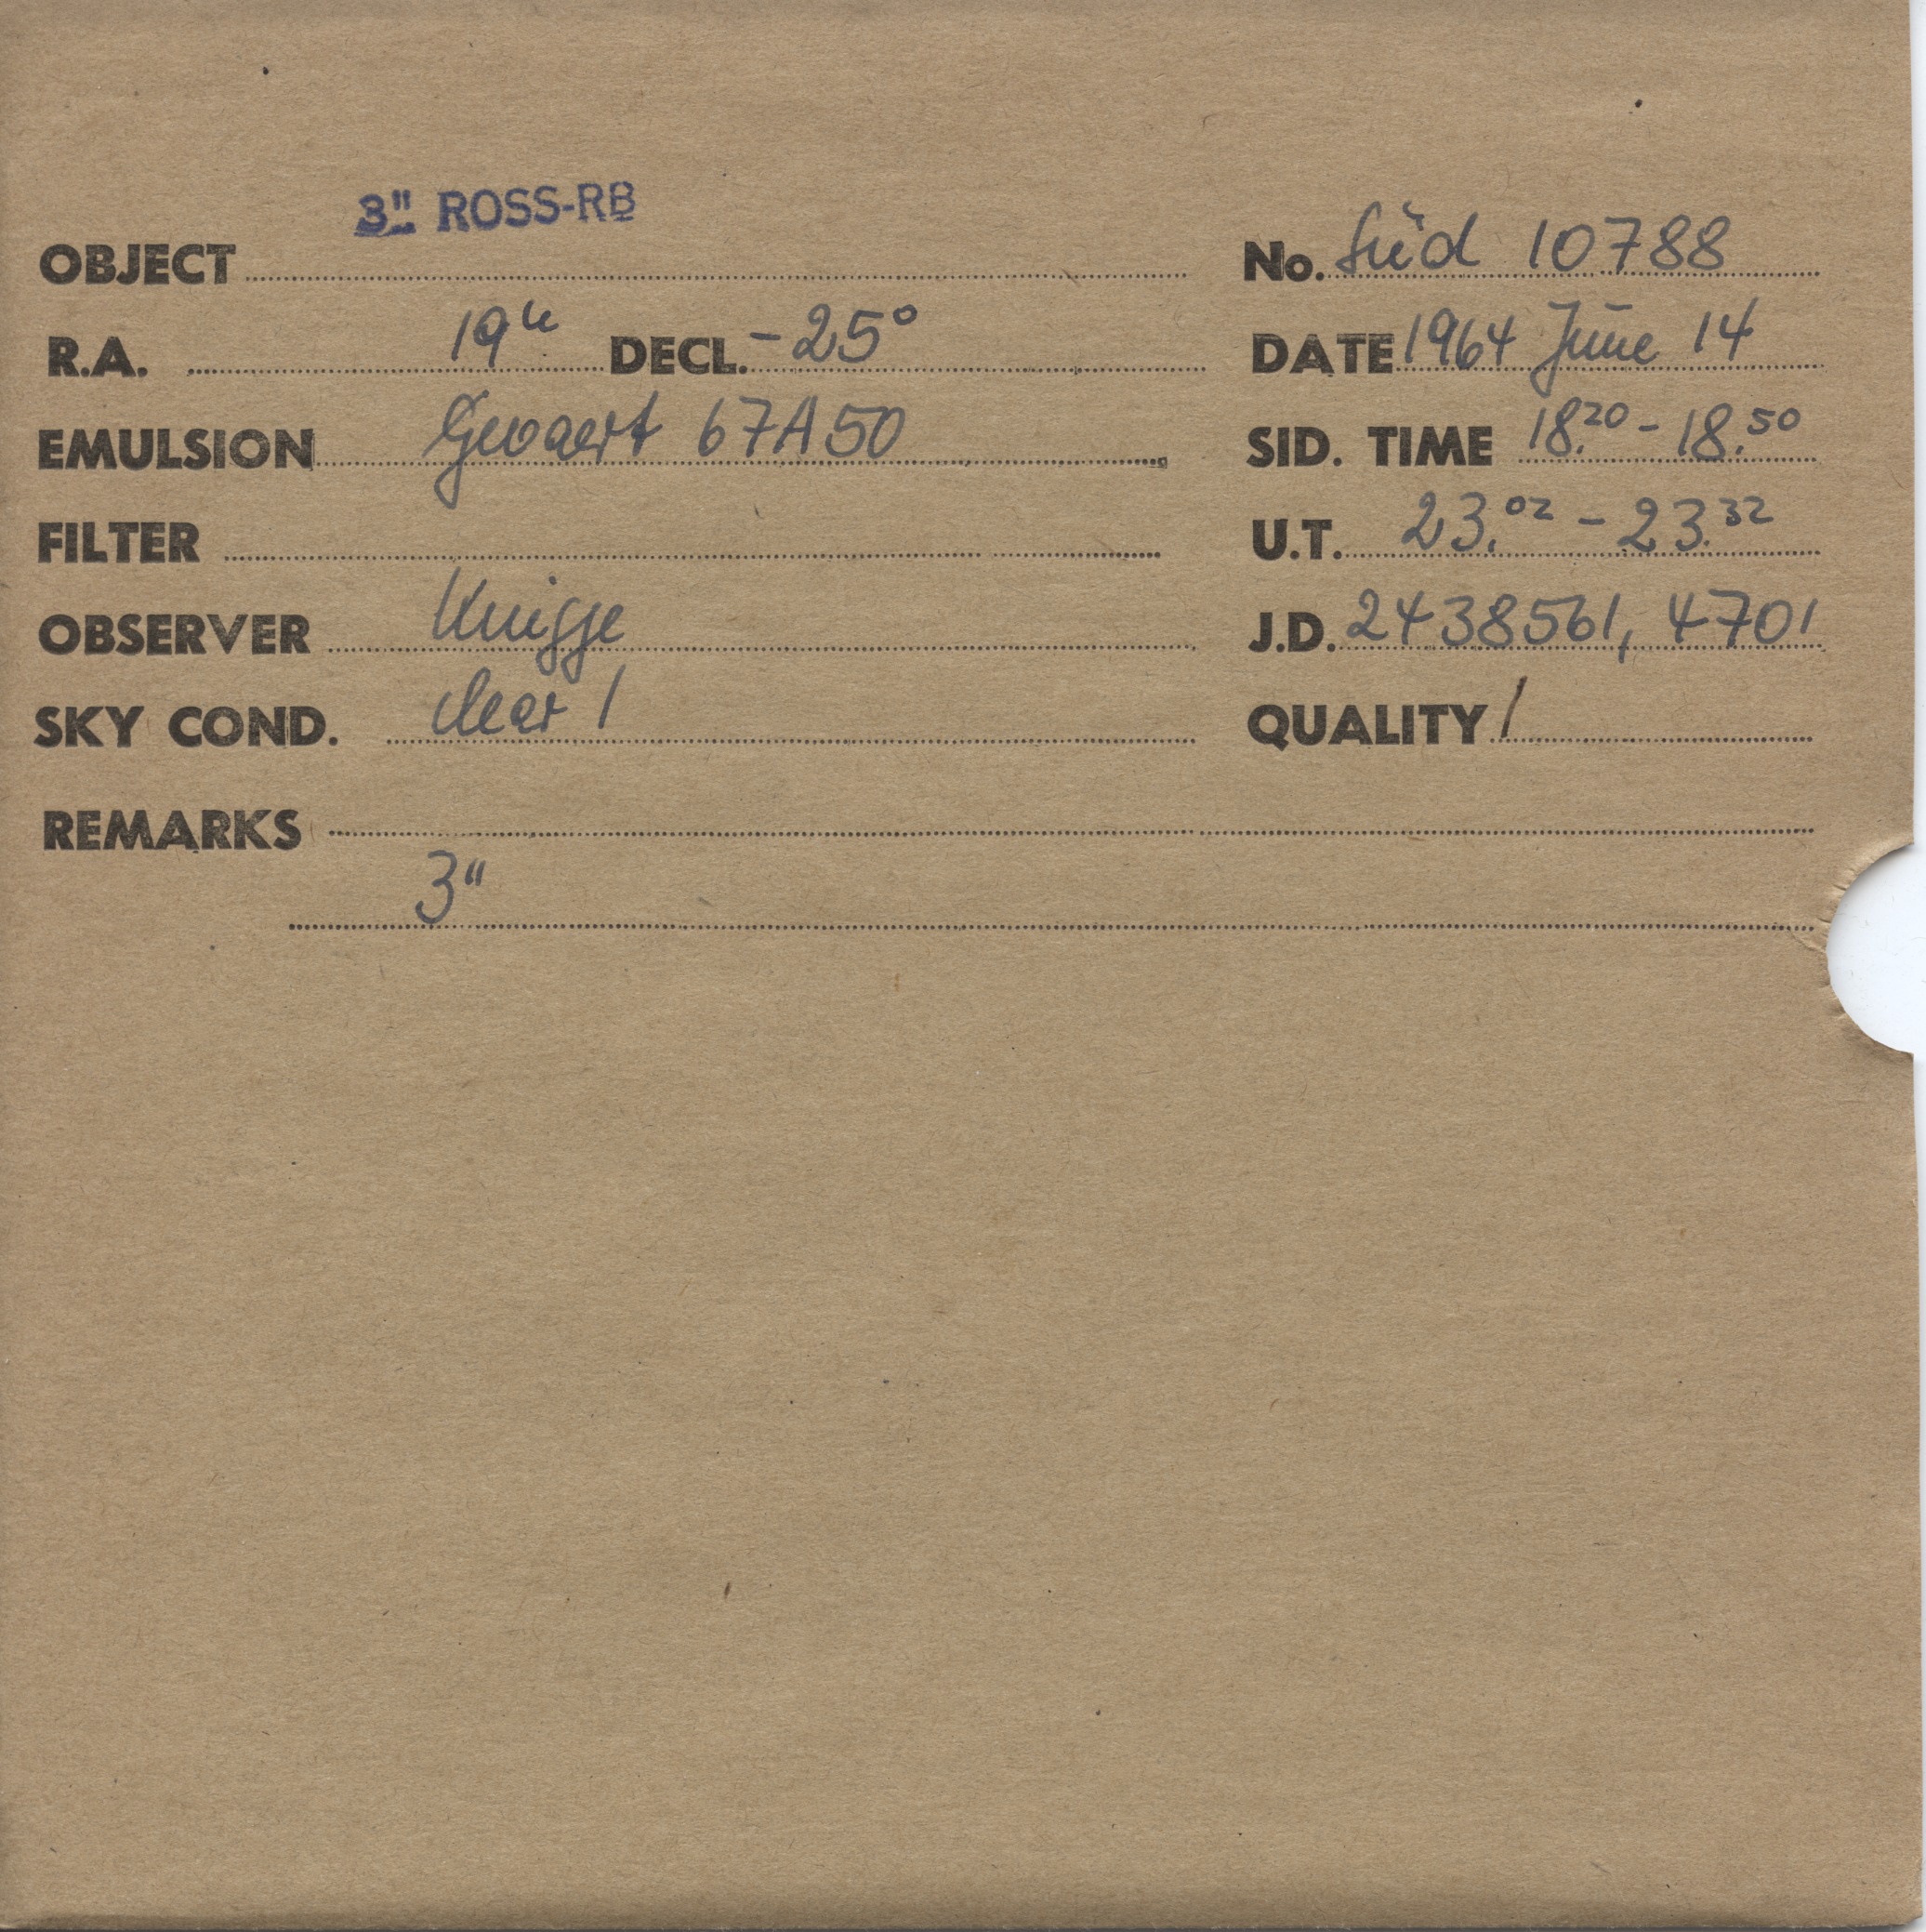 3" ROSS-RB
OBJECT
No. Süd 10788
R.A. 19h DECL. -25°
DATE 1964 June 14
EMULSION Gevaert 67A50
SID. TIME 18.20 - 18.50
FILTER
U.T. 23.02 - 23.32
OBSERVER Knigge
J.D. 2438561, 4701
SKY COND. clear 1
QUALITY 1
REMARKS
3"